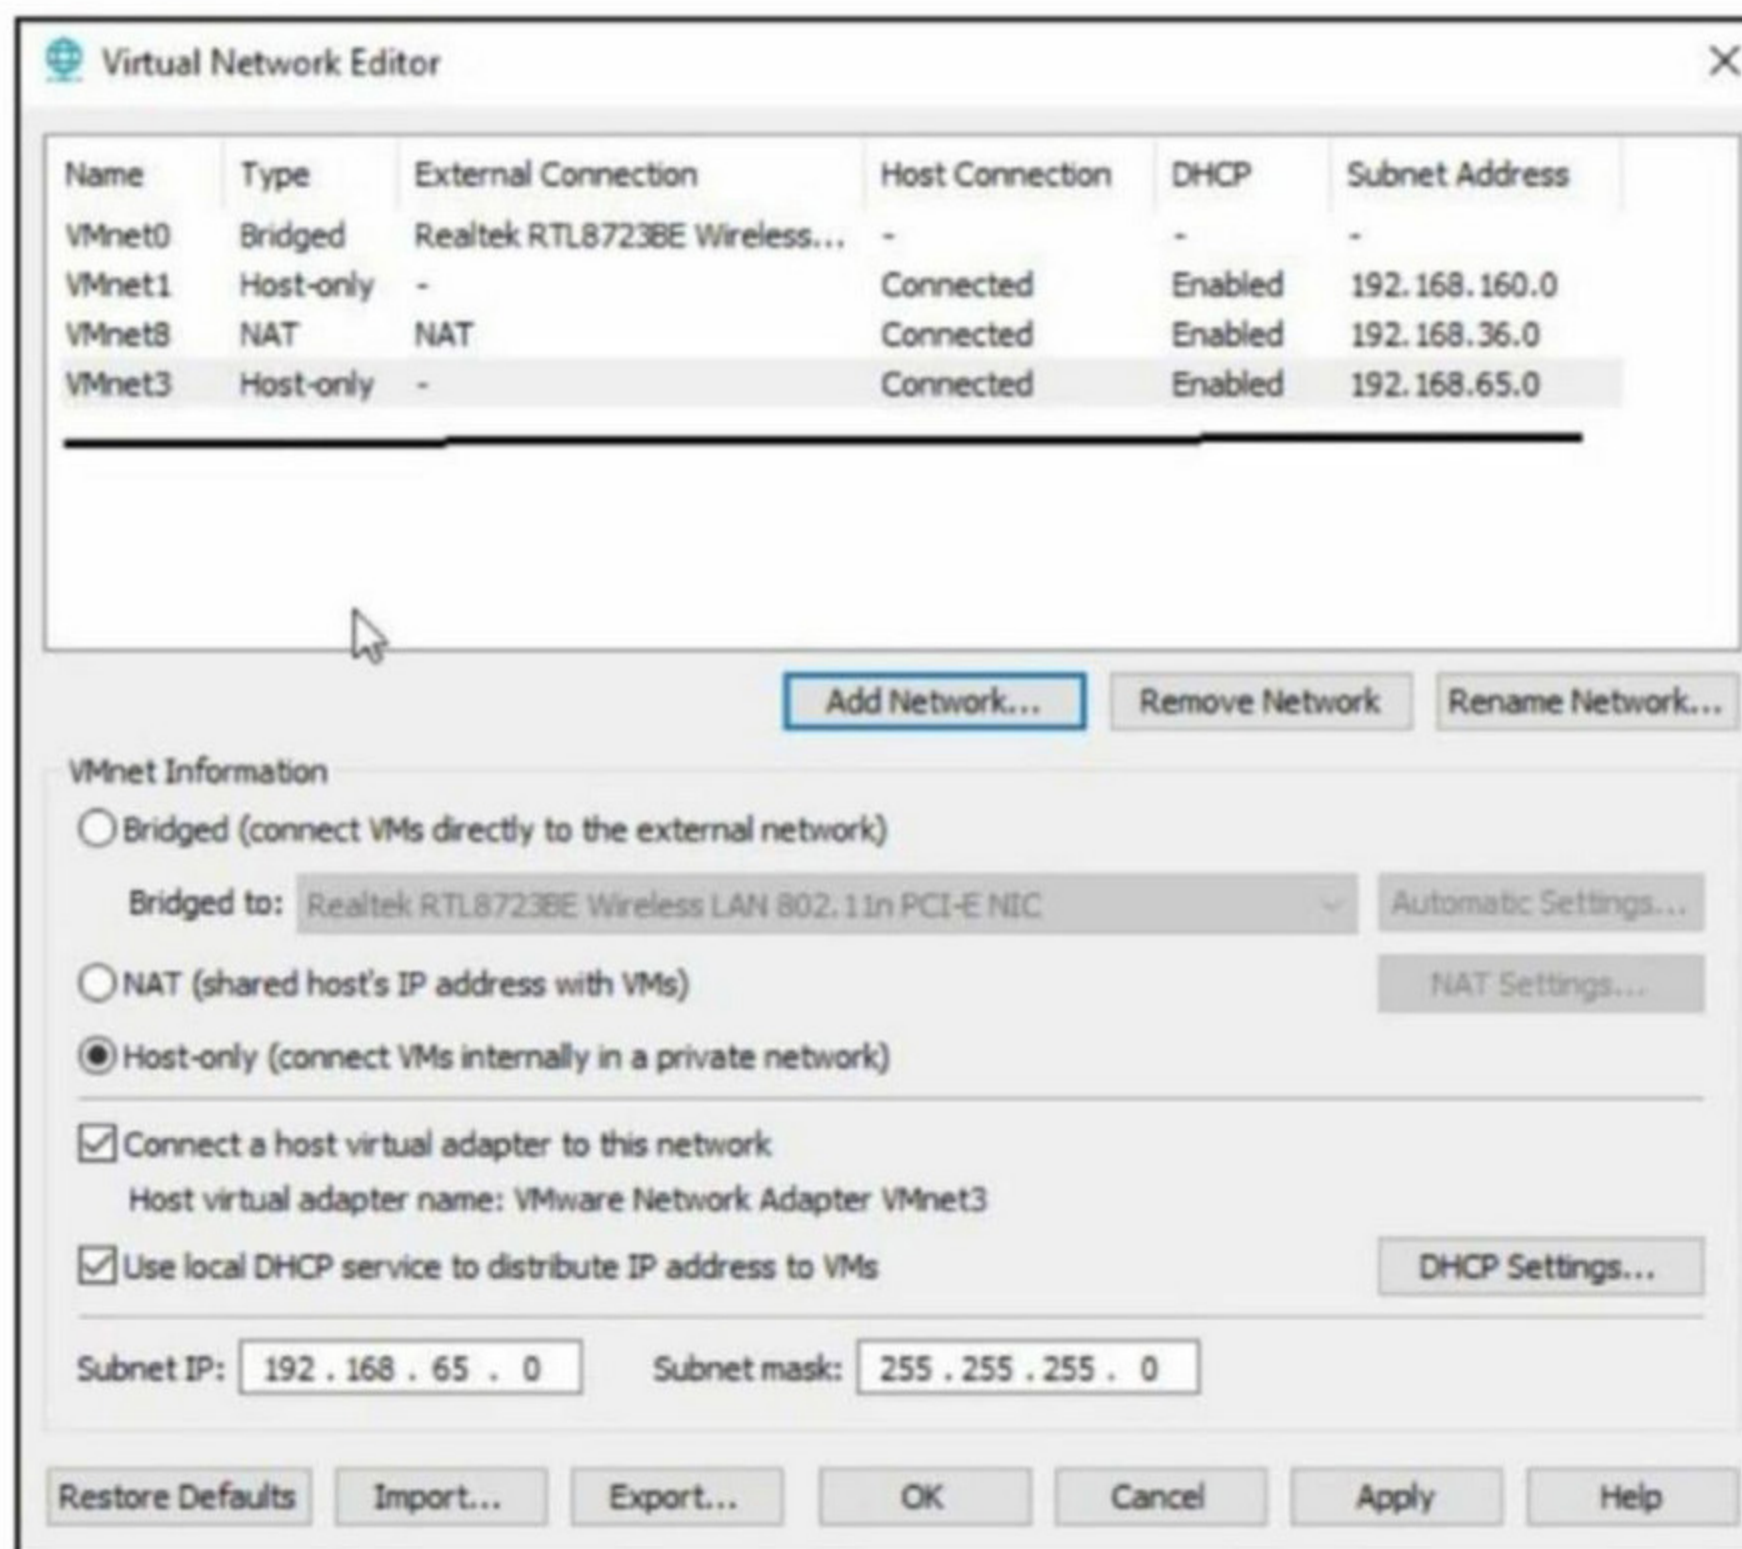 Virtual Network Editor
Name Type External Connection Host Connection DHCP Subnet Address
VMnet0 Bridged Realtek RTL8723BE Wireless... - - -
VMnet1 Host-only - Connected Enabled 192.168.160.0
VMnet8 NAT NAT Connected Enabled 192.168.36.0
VMnet3 Host-only - Connected Enabled 192.168.65.0
Add Network... Remove Network Rename Network...
VMnet Information
Bridged (connect VMs directly to the external network)
Bridged to: Realtek RTL8723BE Wireless LAN 802.11n PCI-E NIC Automatic Settings...
NAT (shared host's IP address with VMs) NAT Settings...
Host-only (connect VMs internally in a private network)
Connect a host virtual adapter to this network
Host virtual adapter name: VMware Network Adapter VMnet3
Use local DHCP service to distribute IP address to VMs DHCP Settings...
Subnet IP: 192 . 168 . 65 . 0 Subnet mask: 255 . 255 . 255 . 0
Restore Defaults Import... Export... OK Cancel Apply Help